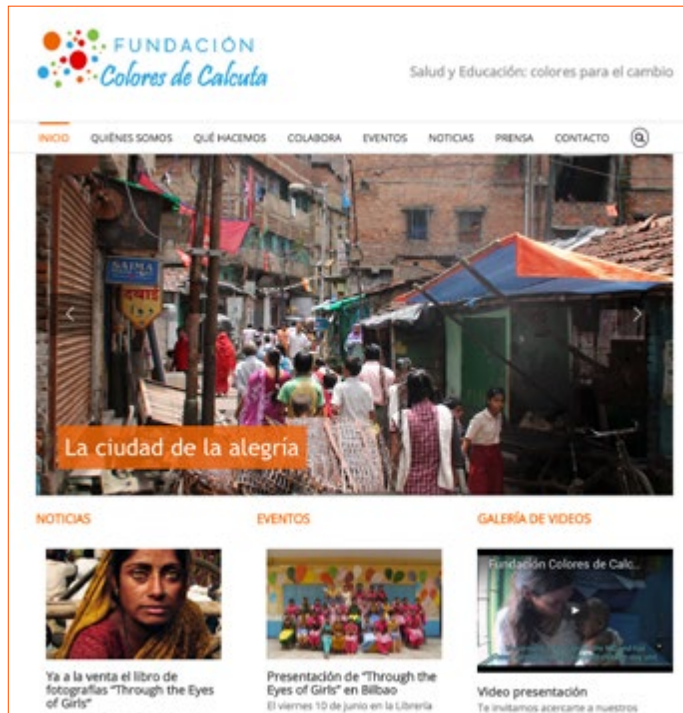 FUNDACIÓN
Colores de Calcuta
Salud y Educación: colores para el cambio
INICIO QUIÉNES SOMOS QUÉ HACEMOS COLABORA EVENTOS NOTICIAS PRENSA CONTACTO
SAIMA
La ciudad de la alegría
NOTICIAS
EVENTOS
GALERÍA DE VIDEOS
Fundación Colores de Calc...
Ya a la venta el libro de
fotografías "Through the Eyes
of Girls"
Presentación de "Through the
Eyes of Girls" en Bilbao
El viernes 10 de junio en la Librería
Video presentación
Te invitamos acercarte a nuestros